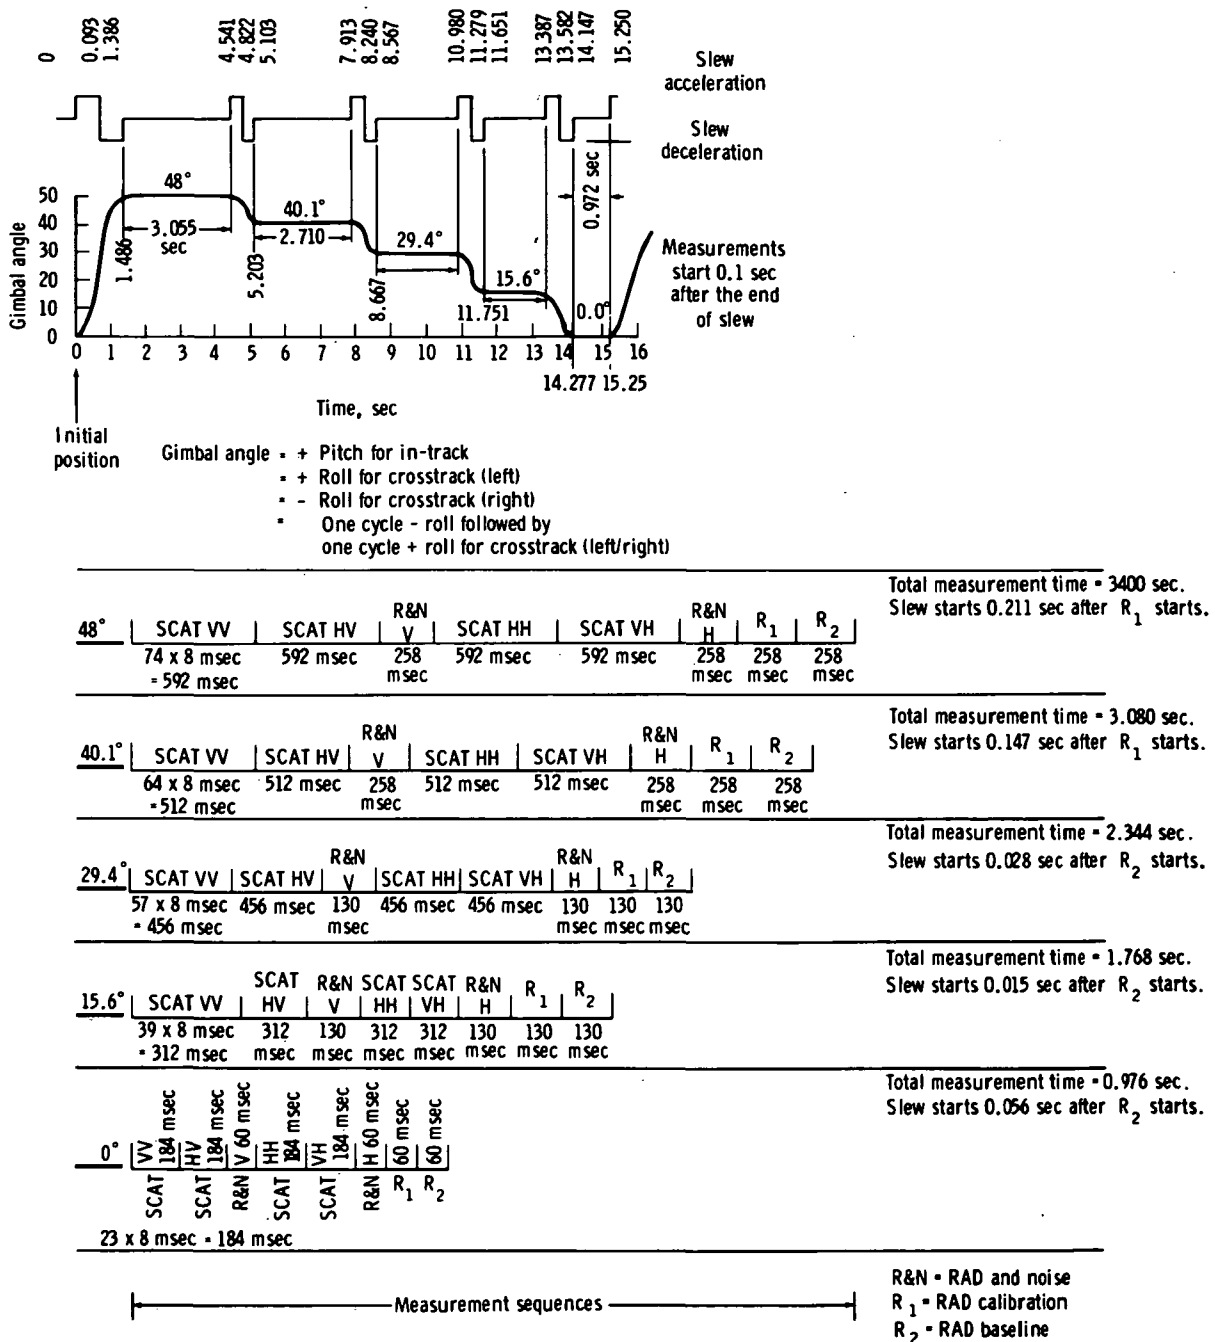 0
0.093
1.386
4.541
4.822
5.103
7.913
8.240
8.567
10.980
11.279
11.651
13.387
13.582
14.147
15.250
Slew
acceleration
Slew
deceleration
50
40
30
20
10
0
Gimbal angle
48°
3.055
sec
1.486
40.1°
2.710
5.203
29.4°
8.667
15.6°
11.751
0.0°
0.972 sec
Measurements
start 0.1 sec
after the end
of slew
0 1 2 3 4 5 6 7 8 9 10 11 12 13 14 15 16
14.277 15.25
Time, sec
Initial
position
Gimbal angle = + Pitch for in-track
= + Roll for crosstrack (left)
= - Roll for crosstrack (right)
= One cycle - roll followed by
one cycle + roll for crosstrack (left/right)
Total measurement time = 3400 sec.
Slew starts 0.211 sec after R1 starts.
48° SCAT VV SCAT HV R&N V SCAT HH SCAT VH R&N H R1 R2
74 x 8 msec 592 msec 258 msec 592 msec 592 msec 258 msec 258 msec 258 msec
= 592 msec
Total measurement time = 3.080 sec.
Slew starts 0.147 sec after R1 starts.
40.1° SCAT VV SCAT HV R&N V SCAT HH SCAT VH R&N H R1 R2
64 x 8 msec 512 msec 258 msec 512 msec 512 msec 258 msec 258 msec 258 msec
= 512 msec
Total measurement time = 2.344 sec.
Slew starts 0.028 sec after R2 starts.
29.4° SCAT VV SCAT HV R&N V SCAT HH SCAT VH R&N H R1 R2
57 x 8 msec 456 msec 130 msec 456 msec 456 msec 130 msec 130 msec 130 msec
= 456 msec
Total measurement time = 1.768 sec.
Slew starts 0.015 sec after R2 starts.
15.6° SCAT VV SCAT HV R&N V SCAT HH SCAT VH R&N H R1 R2
39 x 8 msec 312 msec 130 msec 312 msec 312 msec 130 msec 130 msec 130 msec
= 312 msec
Total measurement time = 0.976 sec.
Slew starts 0.056 sec after R2 starts.
0° SCAT VV 184 msec SCAT HV 184 msec R&N V 60 msec SCAT HH 184 msec SCAT VH 184 msec R&N H 60 msec R1 60 msec R2 60 msec
23 x 8 msec = 184 msec
Measurement sequences
R&N = RAD and noise
R1 = RAD calibration
R2 = RAD baseline